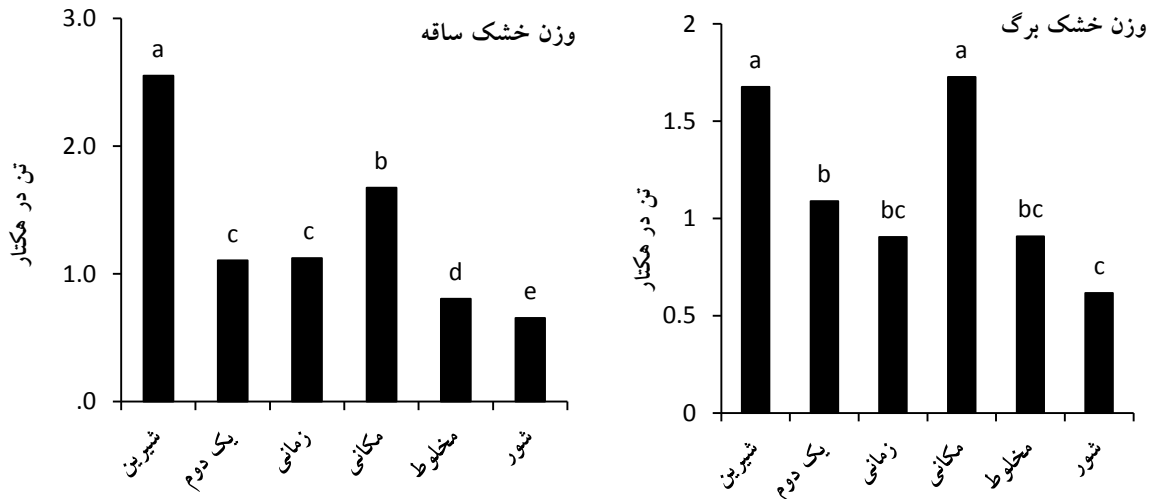 وزن خشک ساقه
3.0
2.0
1.0
.0
تن در هکتار
a
c
c
b
d
e
شیرین
یک دوم
زمانی
مکانی
مخلوط
شور
وزن خشک برگ
2
1.5
1
0.5
0
تن در هکتار
a
b
bc
a
bc
c
شیرین
یک دوم
زمانی
مکانی
مخلوط
شور